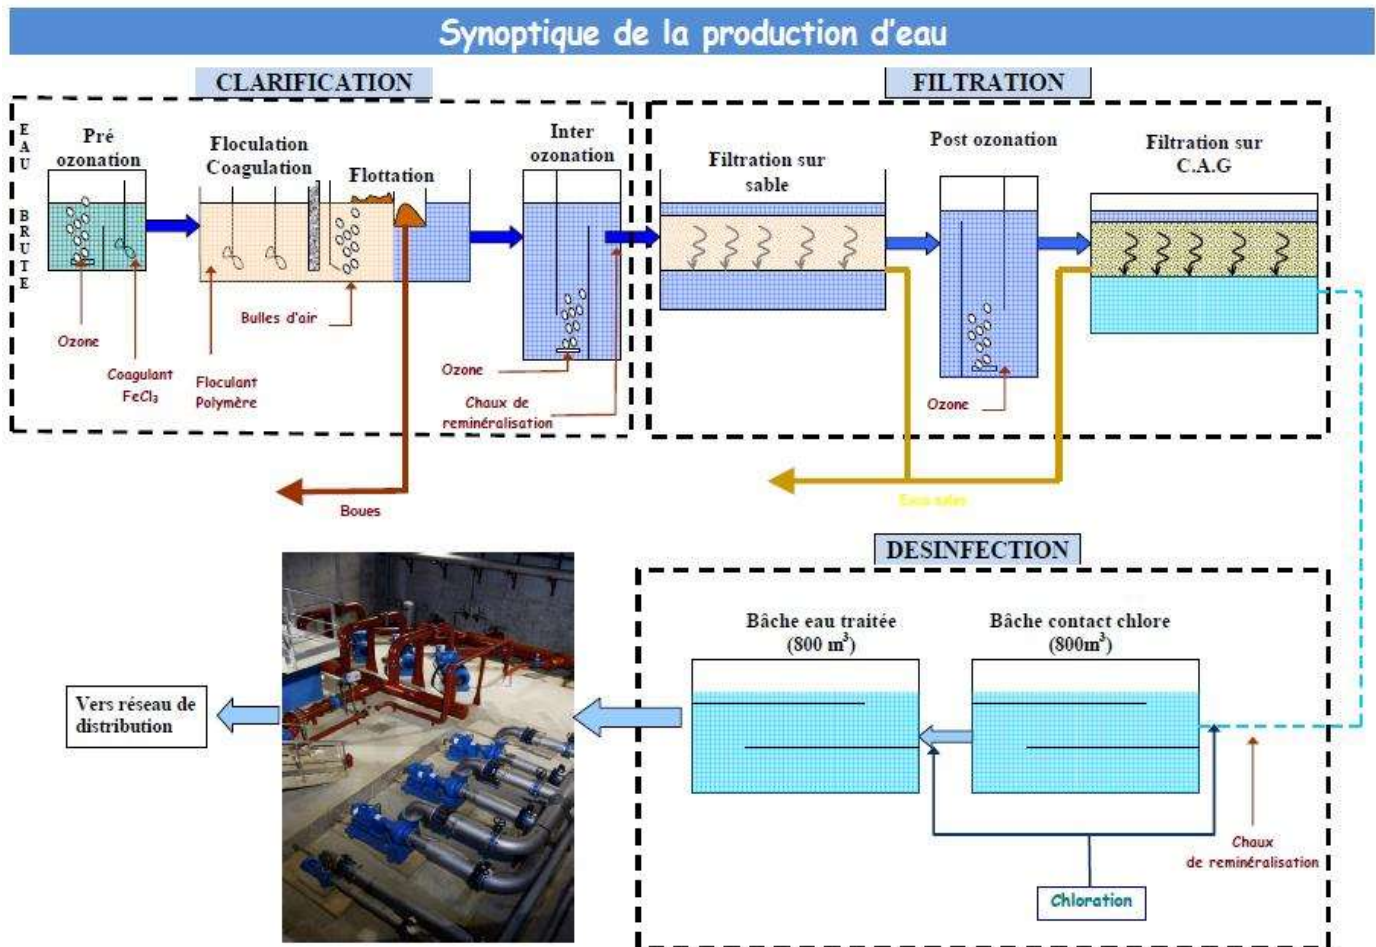 Synoptique de la production d'eau
CLARIFICATION
FILTRATION
EAU
BRUTE
Pré
ozonation
Floculation
Coagulation
Flottation
Inter
ozonation
Filtration sur
sable
Post ozonation
Filtration sur
C.A.G
Bulles d'air
Ozone
Coagulant
FeCl₃
Floculant
Polymère
Ozone
Chaux de
reminéralisation
Ozone
Boues
Eaux sales
DESINFECTION
Bâche eau traitée
(800 m³)
Bâche contact chlore
(800m³)
Vers réseau de
distribution
Chaux
de reminéralisation
Chloration